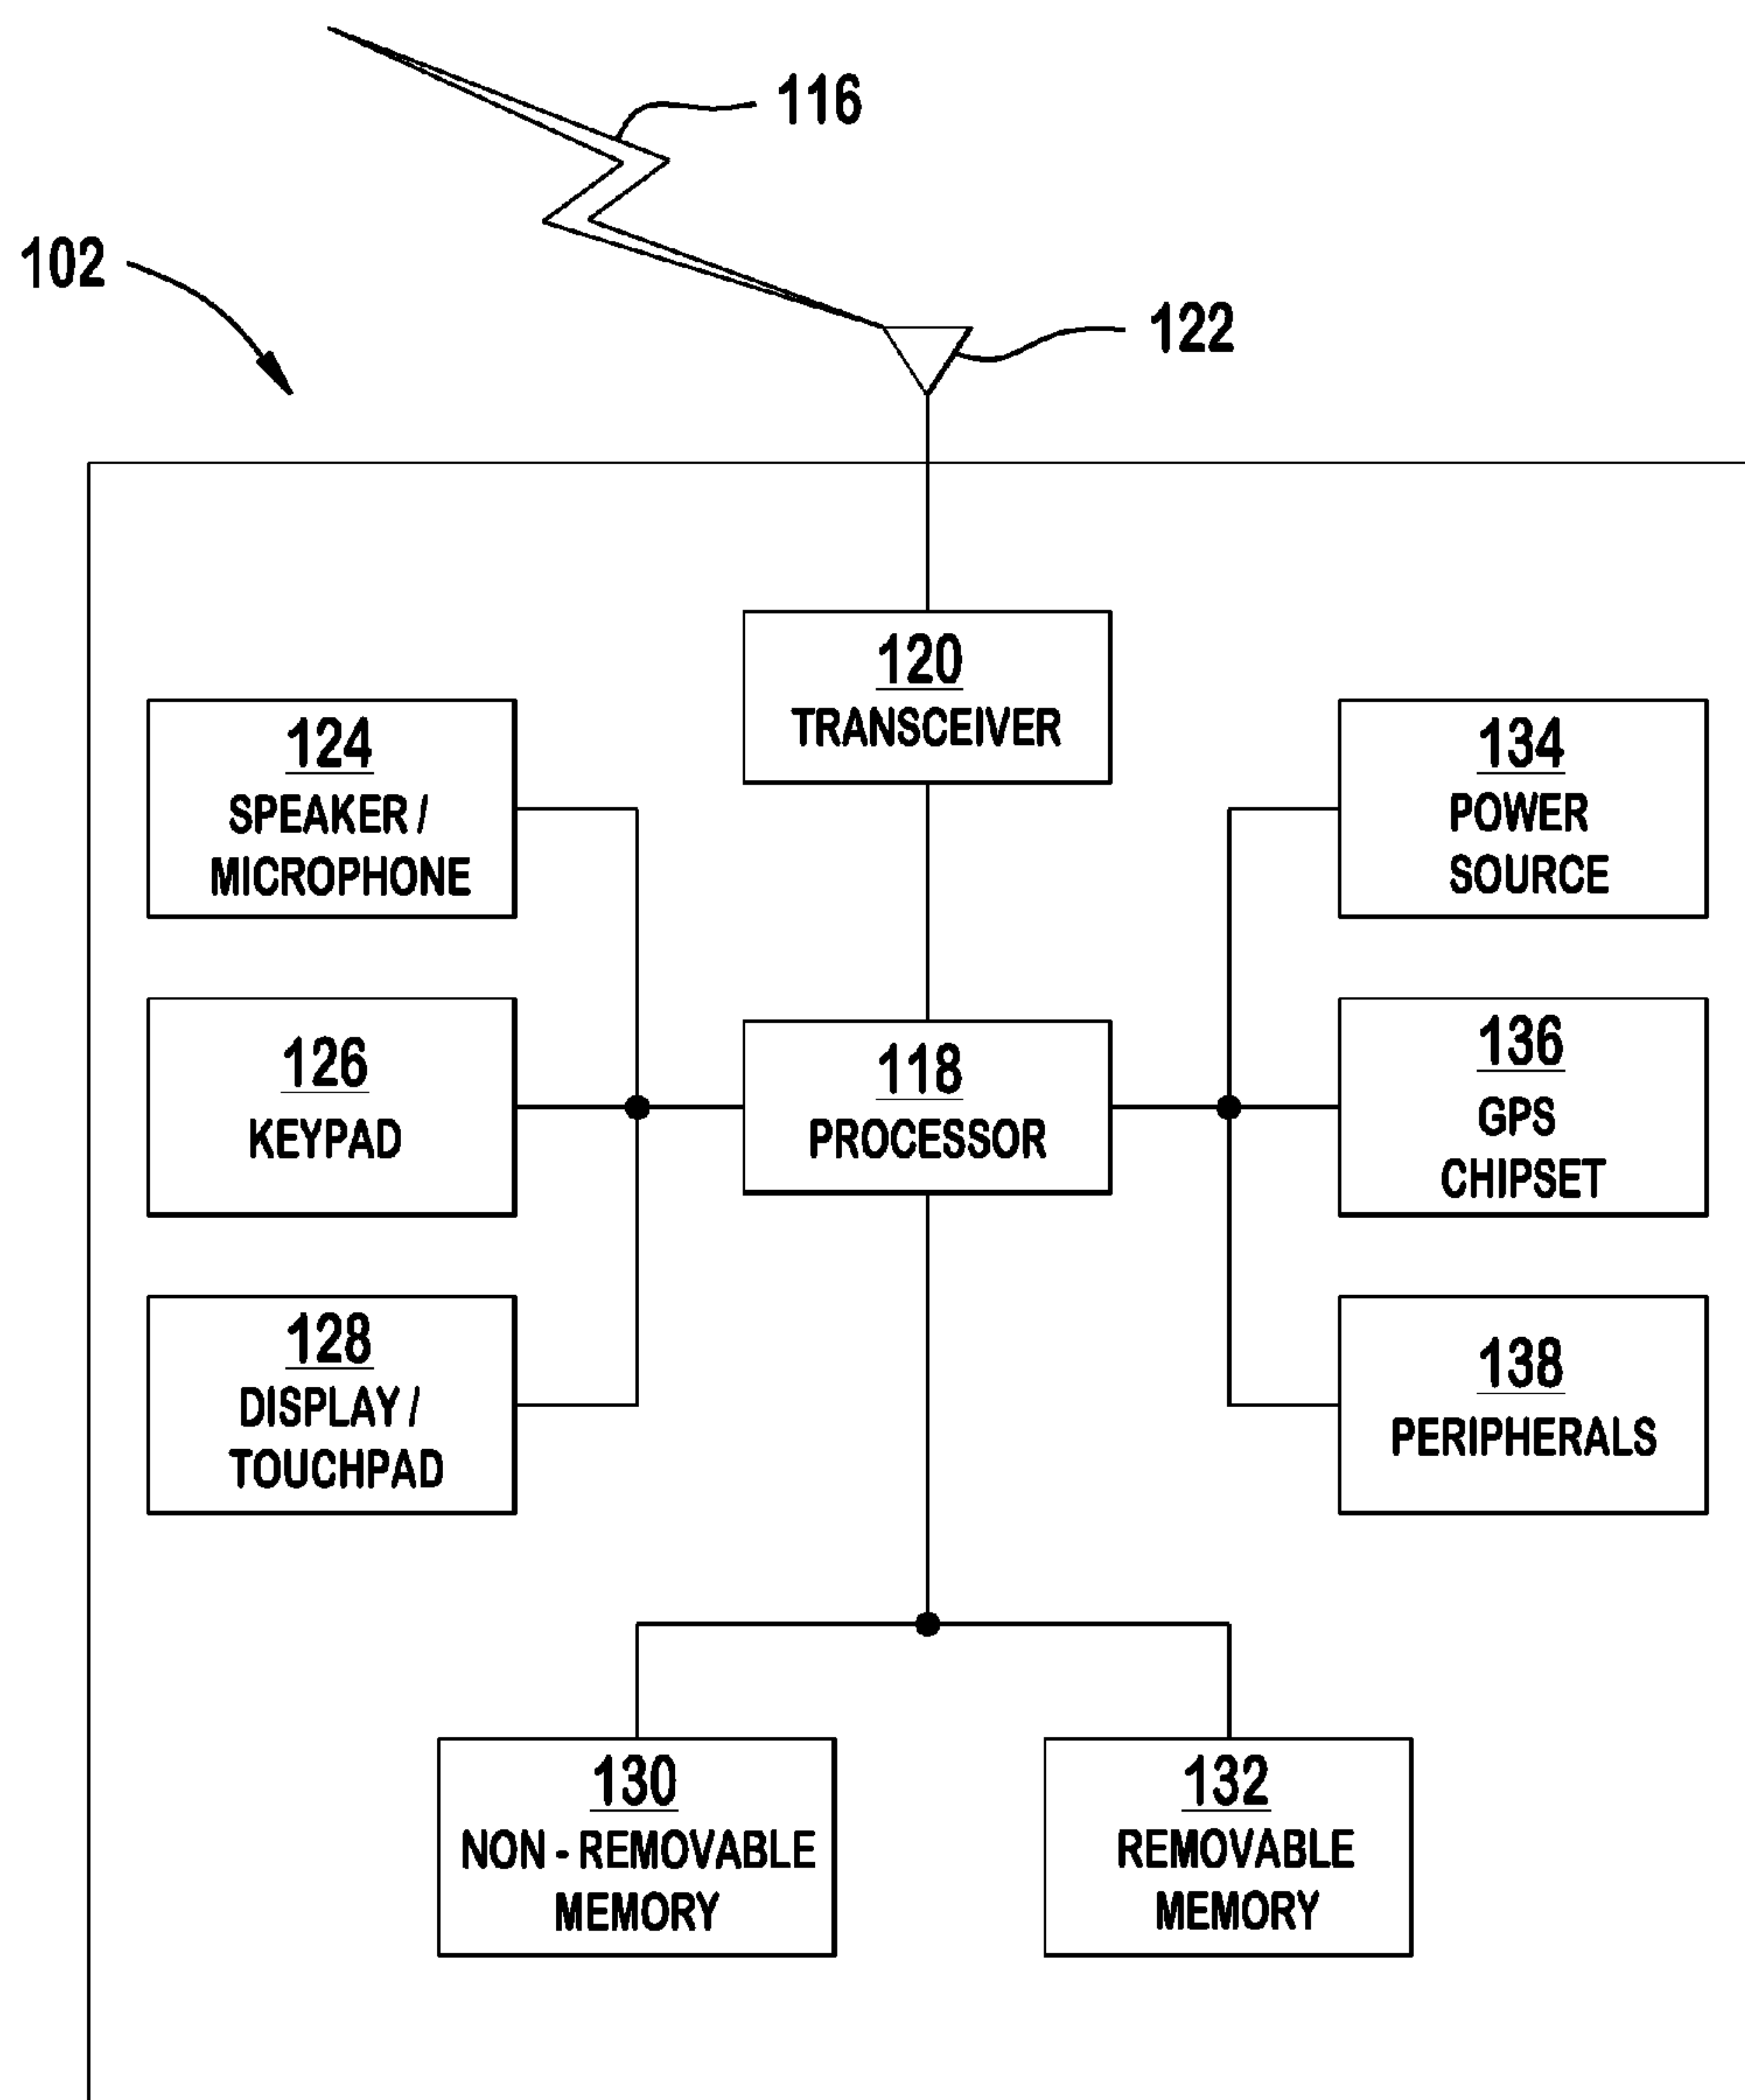 116
102
122
120
TRANSCEIVER
124
SPEAKER /
MICROPHONE
134
POWER
SOURCE
126
KEYPAD
118
PROCESSOR
136
GPS
CHIPSET
128
DISPLAY /
TOUCHPAD
138
PERIPHERALS
130
NON - REMOVABLE
MEMORY
132
REMOVABLE
MEMORY